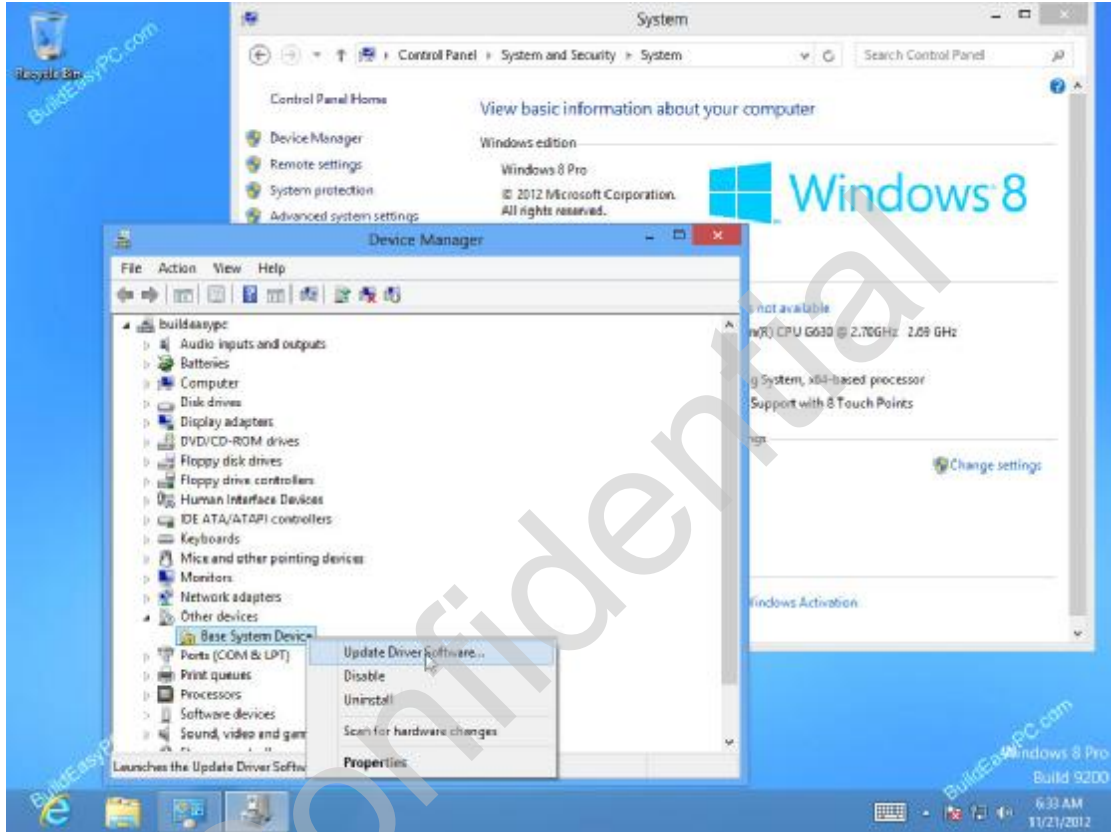 Recycle Bin
BuildEasyPC.com
System
Control Panel
System and Security
System
Search Control Panel
Control Panel Home
Device Manager
Remote settings
System protection
Advanced system settings
View basic information about your computer
Windows edition
Windows 8 Pro
© 2012 Microsoft Corporation.
All rights reserved.
Windows 8
not available
CPU G630 @ 2.70GHz 2.69 GHz
g System, x64-based processor
Support with 8 Touch Points
ngs
Change settings
Windows Activation
Device Manager
File Action View Help
buildeasypc
Audio inputs and outputs
Batteries
Computer
Disk drives
Display adapters
DVD/CD-ROM drives
Floppy disk drives
Floppy drive controllers
Human Interface Devices
IDE ATA/ATAPI controllers
Keyboards
Mice and other pointing devices
Monitors
Network adapters
Other devices
Base System Device
Ports (COM & LPT)
Print queues
Processors
Software devices
Sound, video and gam
Launches the Update Driver Softw
Update Driver Software...
Disable
Uninstall
Scan for hardware changes
Properties
Confidential
Windows 8 Pro
Build 9200
6:33 AM
11/21/2012